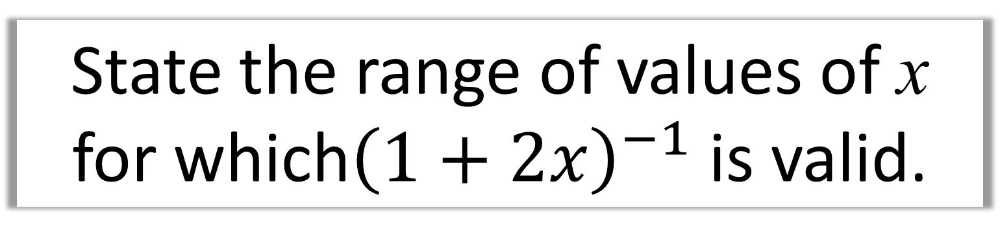 State the range of values of x
for which(1 + 2x)⁻¹ is valid.